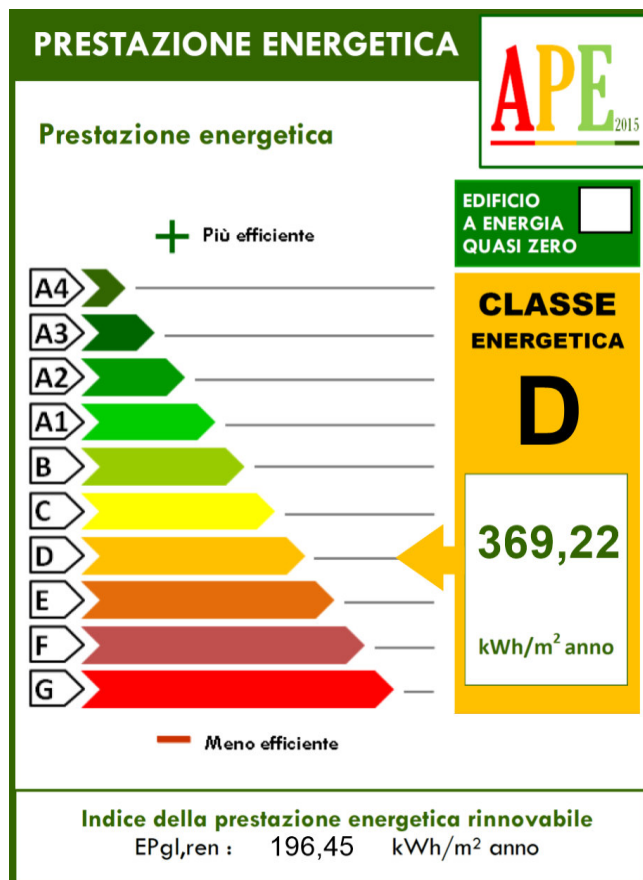 PRESTAZIONE ENERGETICA
APE 2015
Prestazione energetica
EDIFICIO
A ENERGIA
QUASI ZERO
+ Più efficiente
A4
A3
A2
A1
B
C
D
E
F
G
CLASSE
ENERGETICA
D
369,22
kWh/m² anno
Meno efficiente
Indice della prestazione energetica rinnovabile
EPgl,ren : 196,45 kWh/m² anno